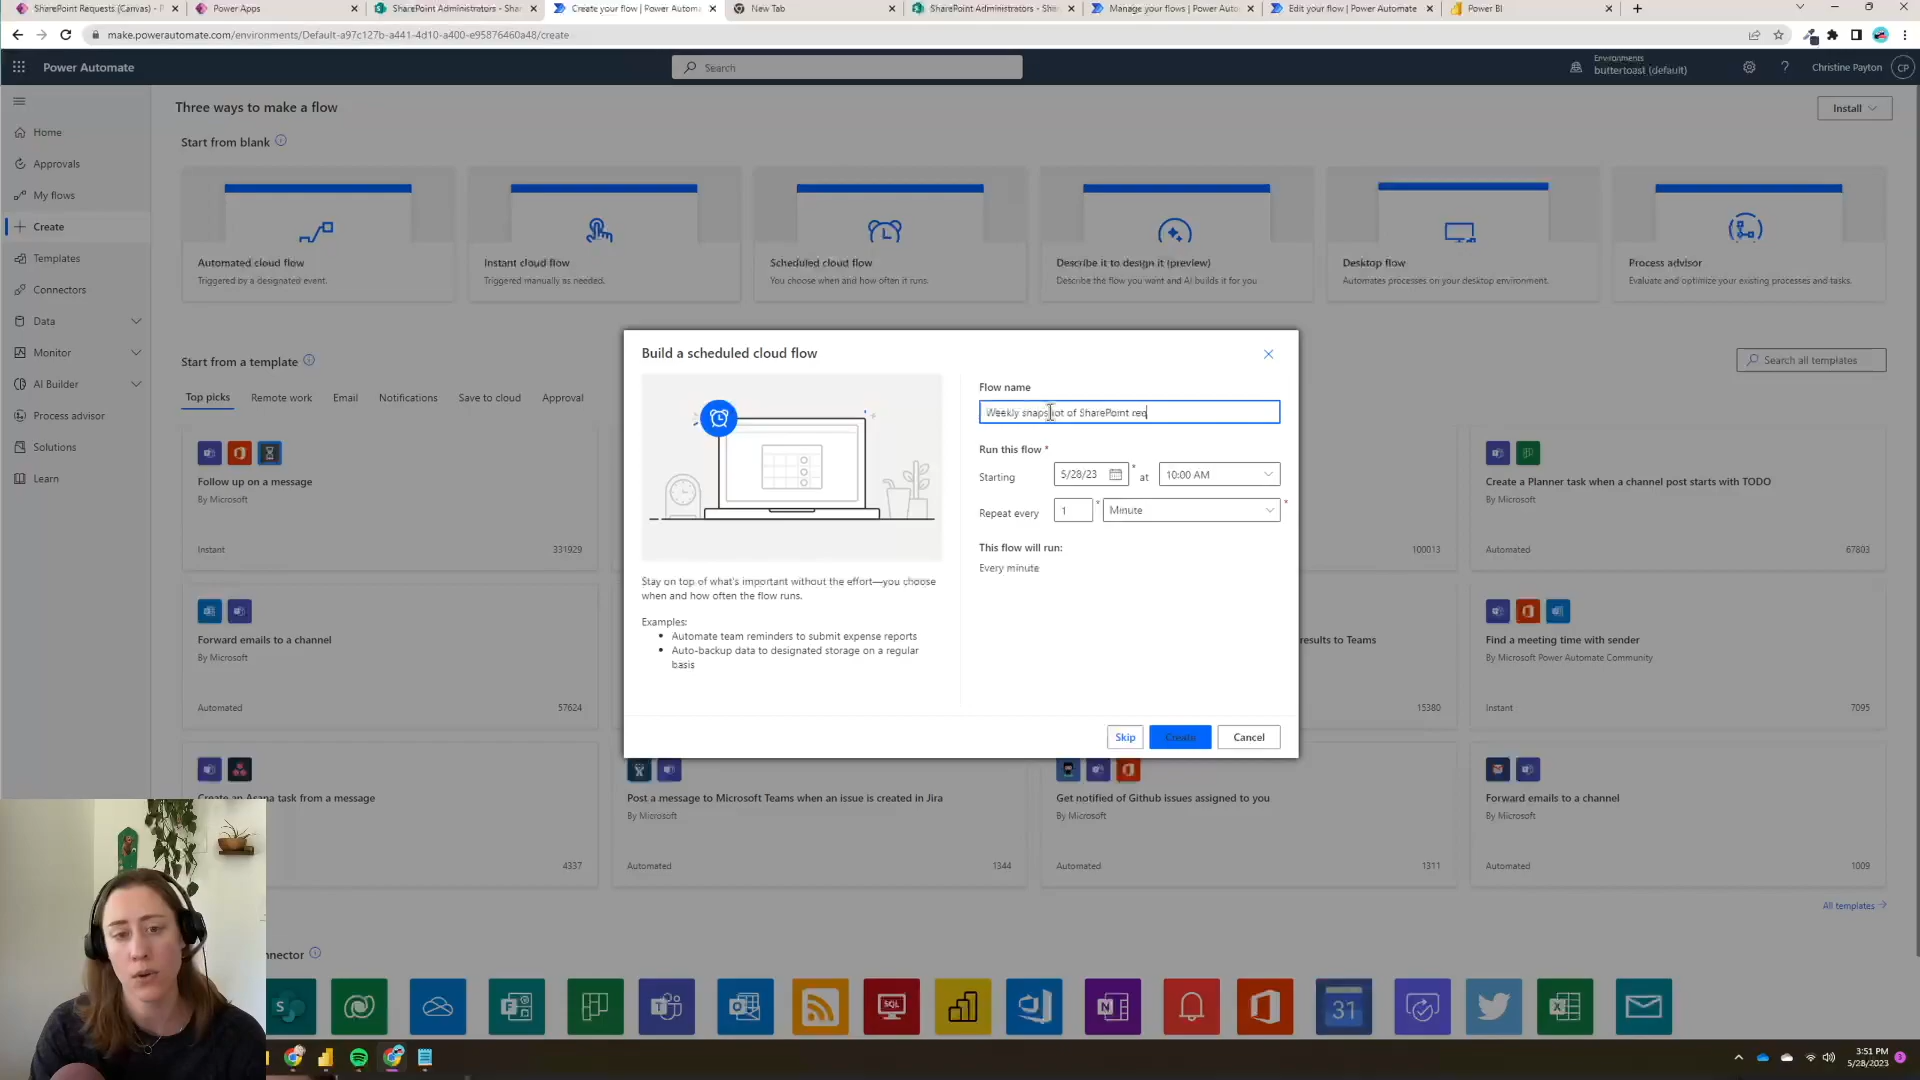 SharePoint Requests (Canvas) - P
Power Apps
SharePoint Administrators - Sha
Create your flow | Power Automa
New Tab
SharePoint Administrators - Sha
Manage your flows | Power Auto
Edit your flow | Power Automate
Power BI
make.powerautomate.com/environments/Default-a97c127b-a441-4d10-a400-e95876460a48/create
Power Automate
Search
Environments
buttertoast (default)
Christine Payton
CP
Home
Approvals
My flows
Create
Templates
Connectors
Data
Monitor
AI Builder
Process advisor
Solutions
Learn
Three ways to make a flow
Install
Start from blank
Automated cloud flow
Triggered by a designated event.
Instant cloud flow
Triggered manually as needed.
Scheduled cloud flow
You choose when and how often it runs.
Describe it to design it (preview)
Describe the flow you want and AI builds it for you
Desktop flow
Automates processes on your desktop environment.
Process advisor
Evaluate and optimize your existing processes and tasks.
Start from a template
Search all templates
Top picks
Remote work
Email
Notifications
Save to cloud
Approval
Follow up on a message
By Microsoft
Instant
331929
100013
Create a Planner task when a channel post starts with TODO
By Microsoft
Automated
67803
Build a scheduled cloud flow
Stay on top of what's important without the effort—you choose
when and how often the flow runs.
Examples:
Automate team reminders to submit expense reports
Auto-backup data to designated storage on a regular
basis
Flow name
Weekly snapshot of SharePoint req
Run this flow *
Starting
5/28/23
*
at
10:00 AM
Repeat every
1
*
Minute
*
This flow will run:
Every minute
Skip
Create
Cancel
Forward emails to a channel
By Microsoft
Automated
57624
results to Teams
15380
Find a meeting time with sender
By Microsoft Power Automate Community
Instant
7095
Create an Asana task from a message
4337
Post a message to Microsoft Teams when an issue is created in Jira
By Microsoft
Automated
1344
Get notified of Github issues assigned to you
By Microsoft
Automated
1311
Forward emails to a channel
By Microsoft
Automated
1009
All templates
nnector
SQL
31
3:51 PM
5/28/2023
3